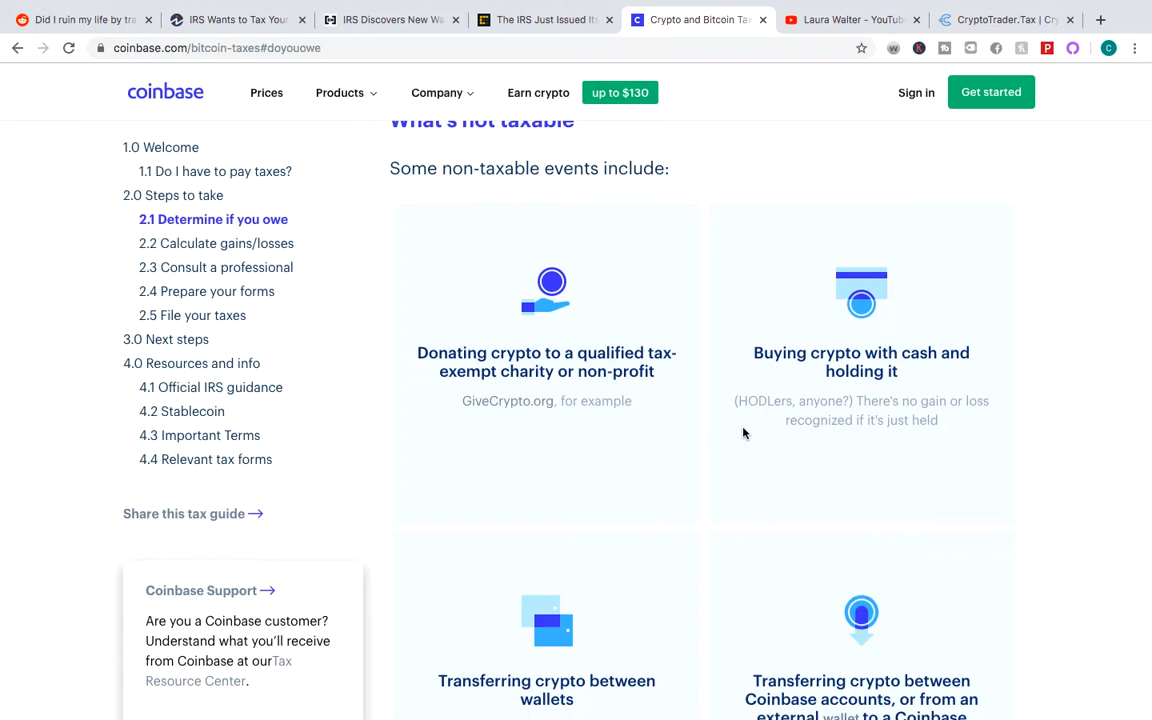 Did I ruin my life by tra
IRS Wants to Tax Your
IRS Discovers New Wa
The IRS Just Issued Its
Crypto and Bitcoin Tax
Laura Walter - YouTube
CryptoTrader.Tax | Cry
coinbase.com/bitcoin-taxes#doyouowe
coinbase
Prices
Products
Company
Earn crypto
up to $130
Sign in
Get started
1.0 Welcome
1.1 Do I have to pay taxes?
2.0 Steps to take
2.1 Determine if you owe
2.2 Calculate gains/losses
2.3 Consult a professional
2.4 Prepare your forms
2.5 File your taxes
3.0 Next steps
4.0 Resources and info
4.1 Official IRS guidance
4.2 Stablecoin
4.3 Important Terms
4.4 Relevant tax forms
Share this tax guide
Coinbase Support
Are you a Coinbase customer?
Understand what you'll receive
from Coinbase at ourTax
Resource Center.
What's not taxable
Some non-taxable events include:
Donating crypto to a qualified tax-
exempt charity or non-profit
GiveCrypto.org, for example
Buying crypto with cash and
holding it
(HODLers, anyone?) There's no gain or loss
recognized if it's just held
Transferring crypto between
wallets
Transferring crypto between
Coinbase accounts, or from an
external wallet to a Coinbase